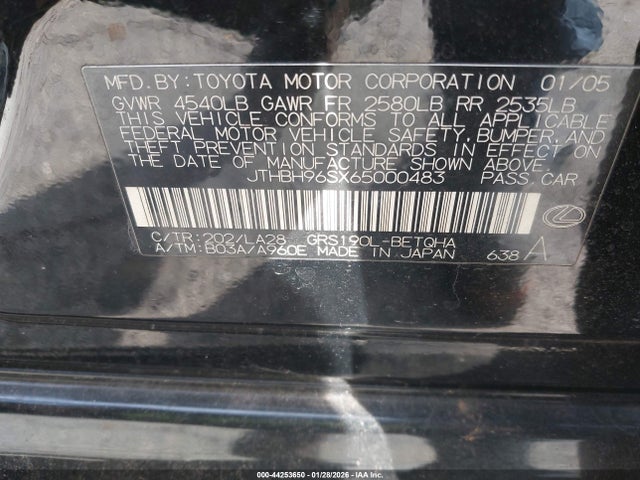 MFD.BY:TOYOTA MOTOR CORPORATION 01/05
GVWR 4540LB GAWR FR 2580LB RR 2535LB
THIS VEHICLE CONFORMS TO ALL APPLICABLE
FEDERAL MOTOR VEHICLE SAFETY,BUMPER,AND
THEFT PREVENTION STANDARDS IN EFFECT ON
THE DATE OF MANUFACTURE SHOWN ABOVE.
JTHBH96SX65000483 PASS.CAR
C/TR:202/LA28 GRS190L-BETQHA
A/TM:B03A/A960E MADE IN JAPAN 638 A
000-44253650 | 01/28/2026 - IAA Inc.